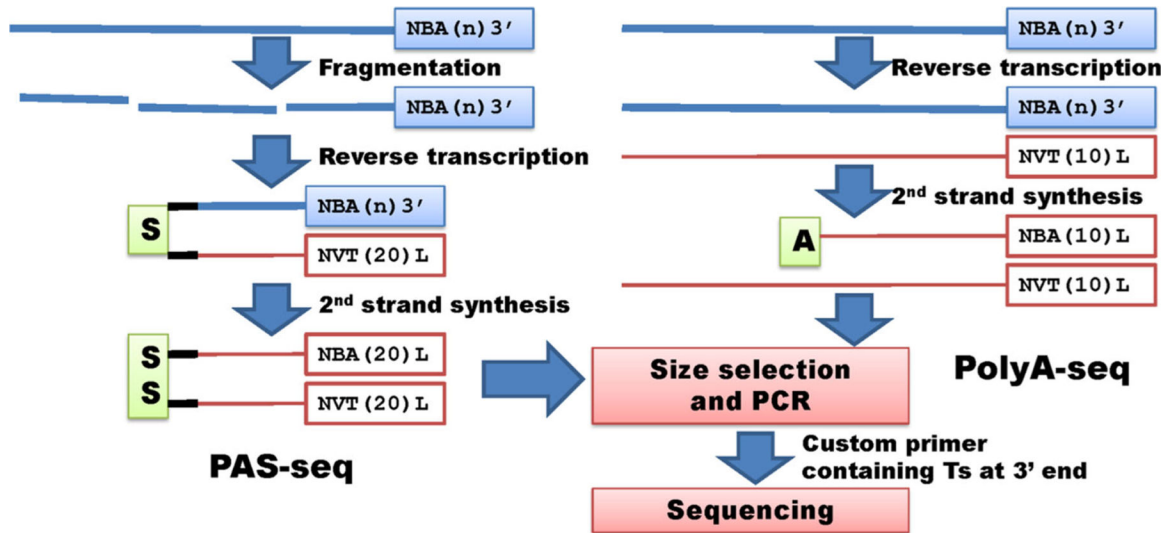 NBA(n)3′
Fragmentation
NBA(n)3′
Reverse transcription
S
NBA(n)3′
NVT(20)L
2nd strand synthesis
S
S
NBA(20)L
NVT(20)L
PAS-seq
NBA(n)3′
Reverse transcription
NBA(n)3′
NVT(10)L
2nd strand synthesis
A
NBA(10)L
NVT(10)L
PolyA-seq
Size selection
and PCR
Custom primer
containing Ts at 3’ end
Sequencing